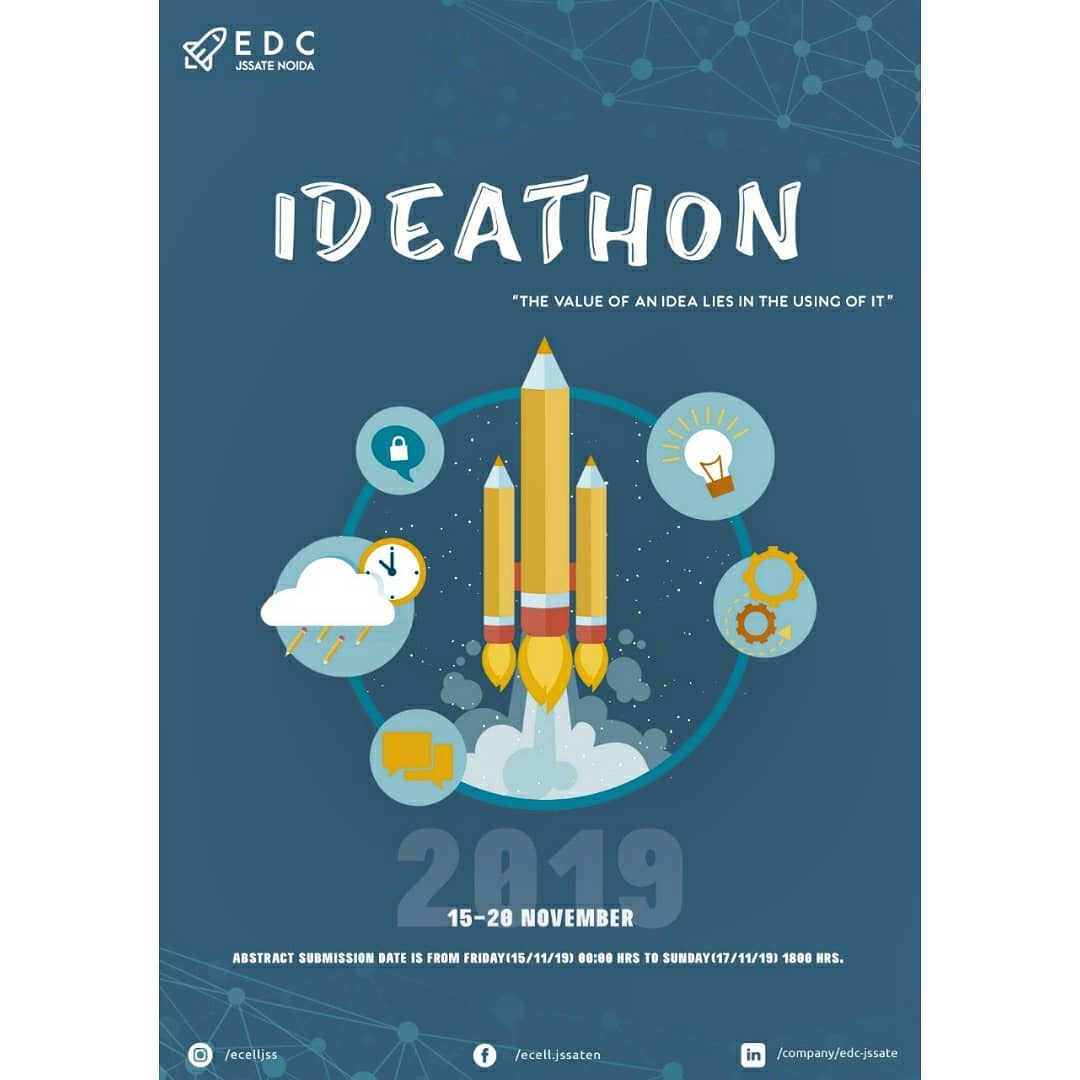 EDC
JSSATE NOIDA
IDEATHON
“THE VALUE OF AN IDEA LIES IN THE USING OF IT”
2019
15-20 NOVEMBER
ABSTRACT SUBMISSION DATE IS FROM FRIDAY(15/11/19) 00:00 HRS TO SUNDAY(17/11/19) 1800 HRS.
/ecelljss
/ecell.jssaten
/company/edc-jssate